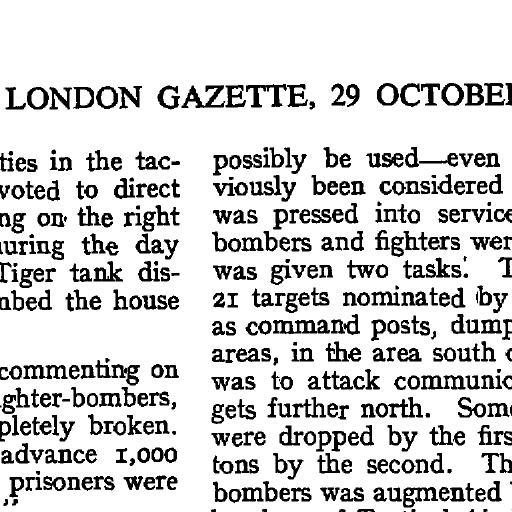 LONDON GAZETTE, 29 OCTOBE
ties in the tac-
voted to direct
ng on the right
uring the day
Tiger tank dis-
mbed the house
commenting on
ghter-bombers,
pletely broken.
advance 1,000
prisoners were
possibly be used—even
viously been considered
was pressed into service
bombers and fighters wer
was given two tasks. T
21 targets nominated by
as command posts, dump
areas, in the area south o
was to attack communic
gets further north. Som
were dropped by the firs
tons by the second. Th
bombers was augmented